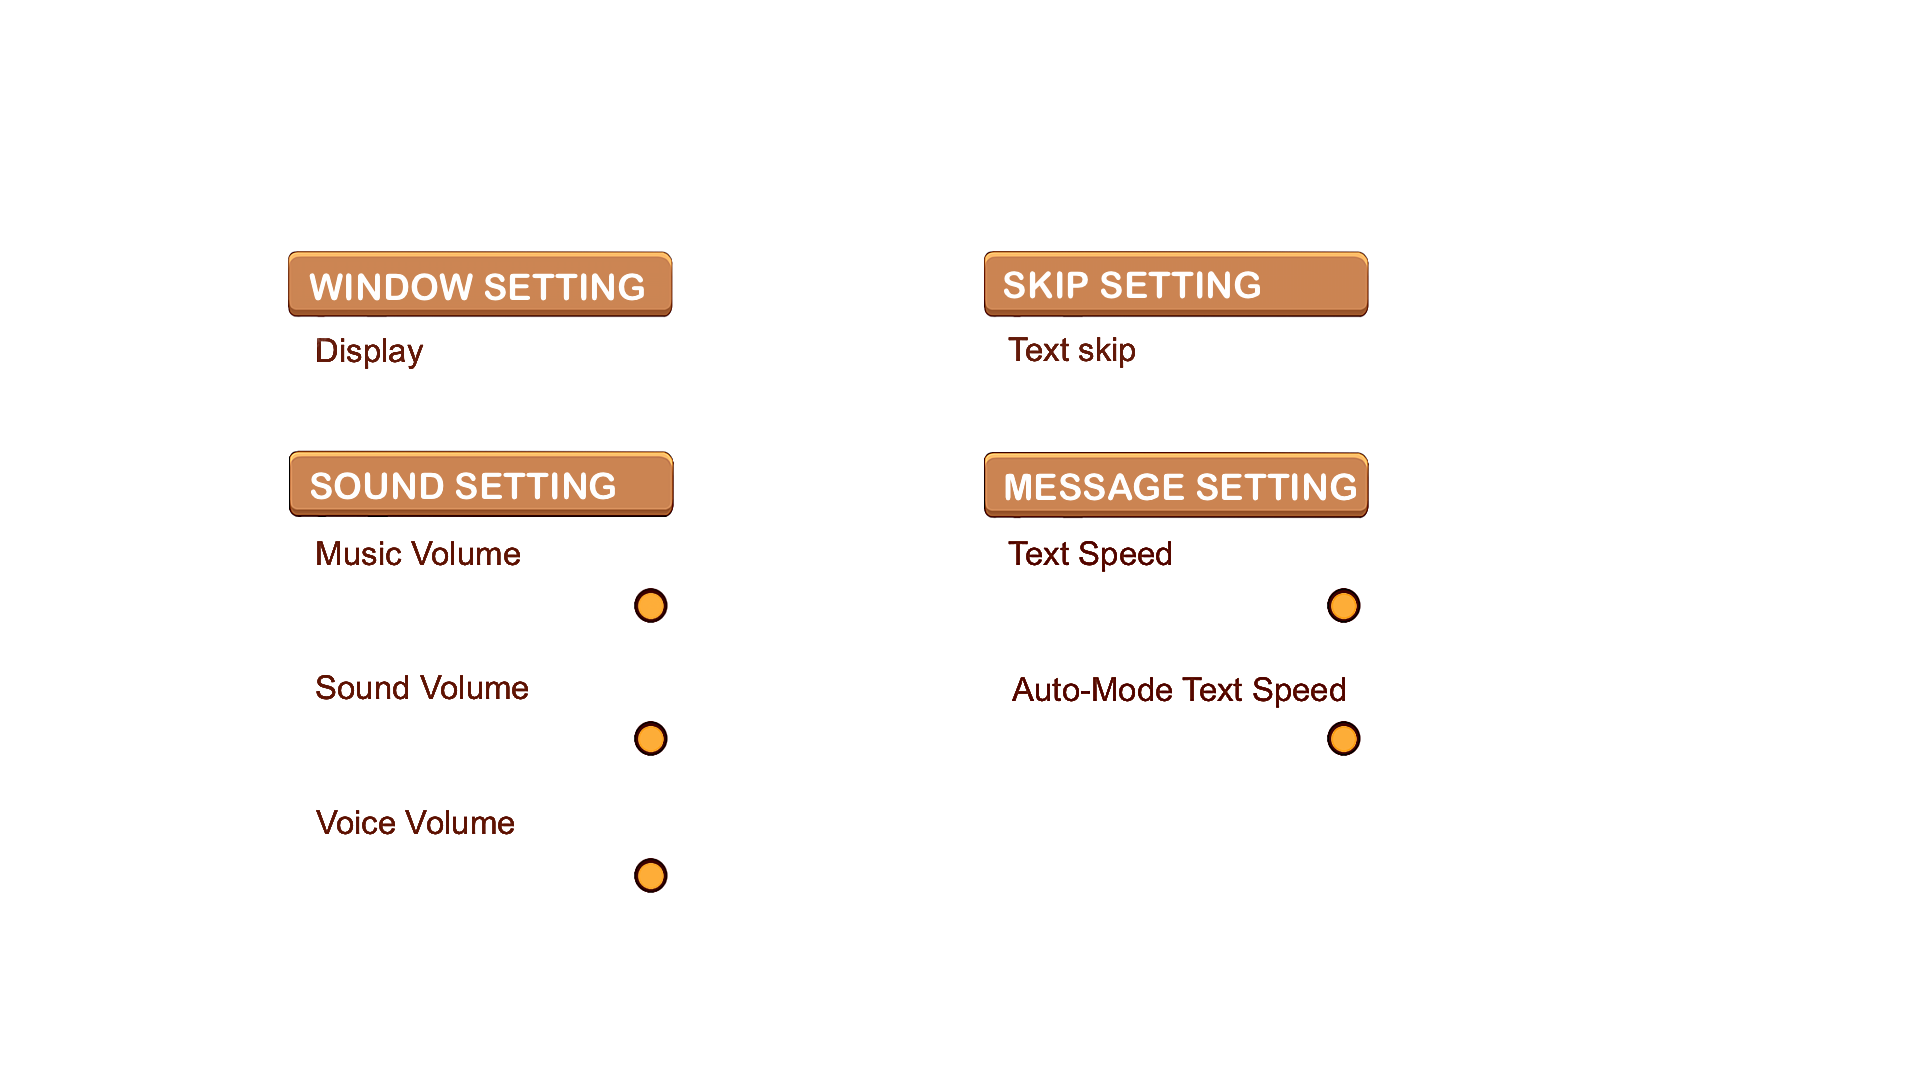 WINDOW SETTING
Display
SOUND SETTING
Music Volume
Sound Volume
Voice Volume
SKIP SETTING
Text skip
MESSAGE SETTING
Text Speed
Auto-Mode Text Speed